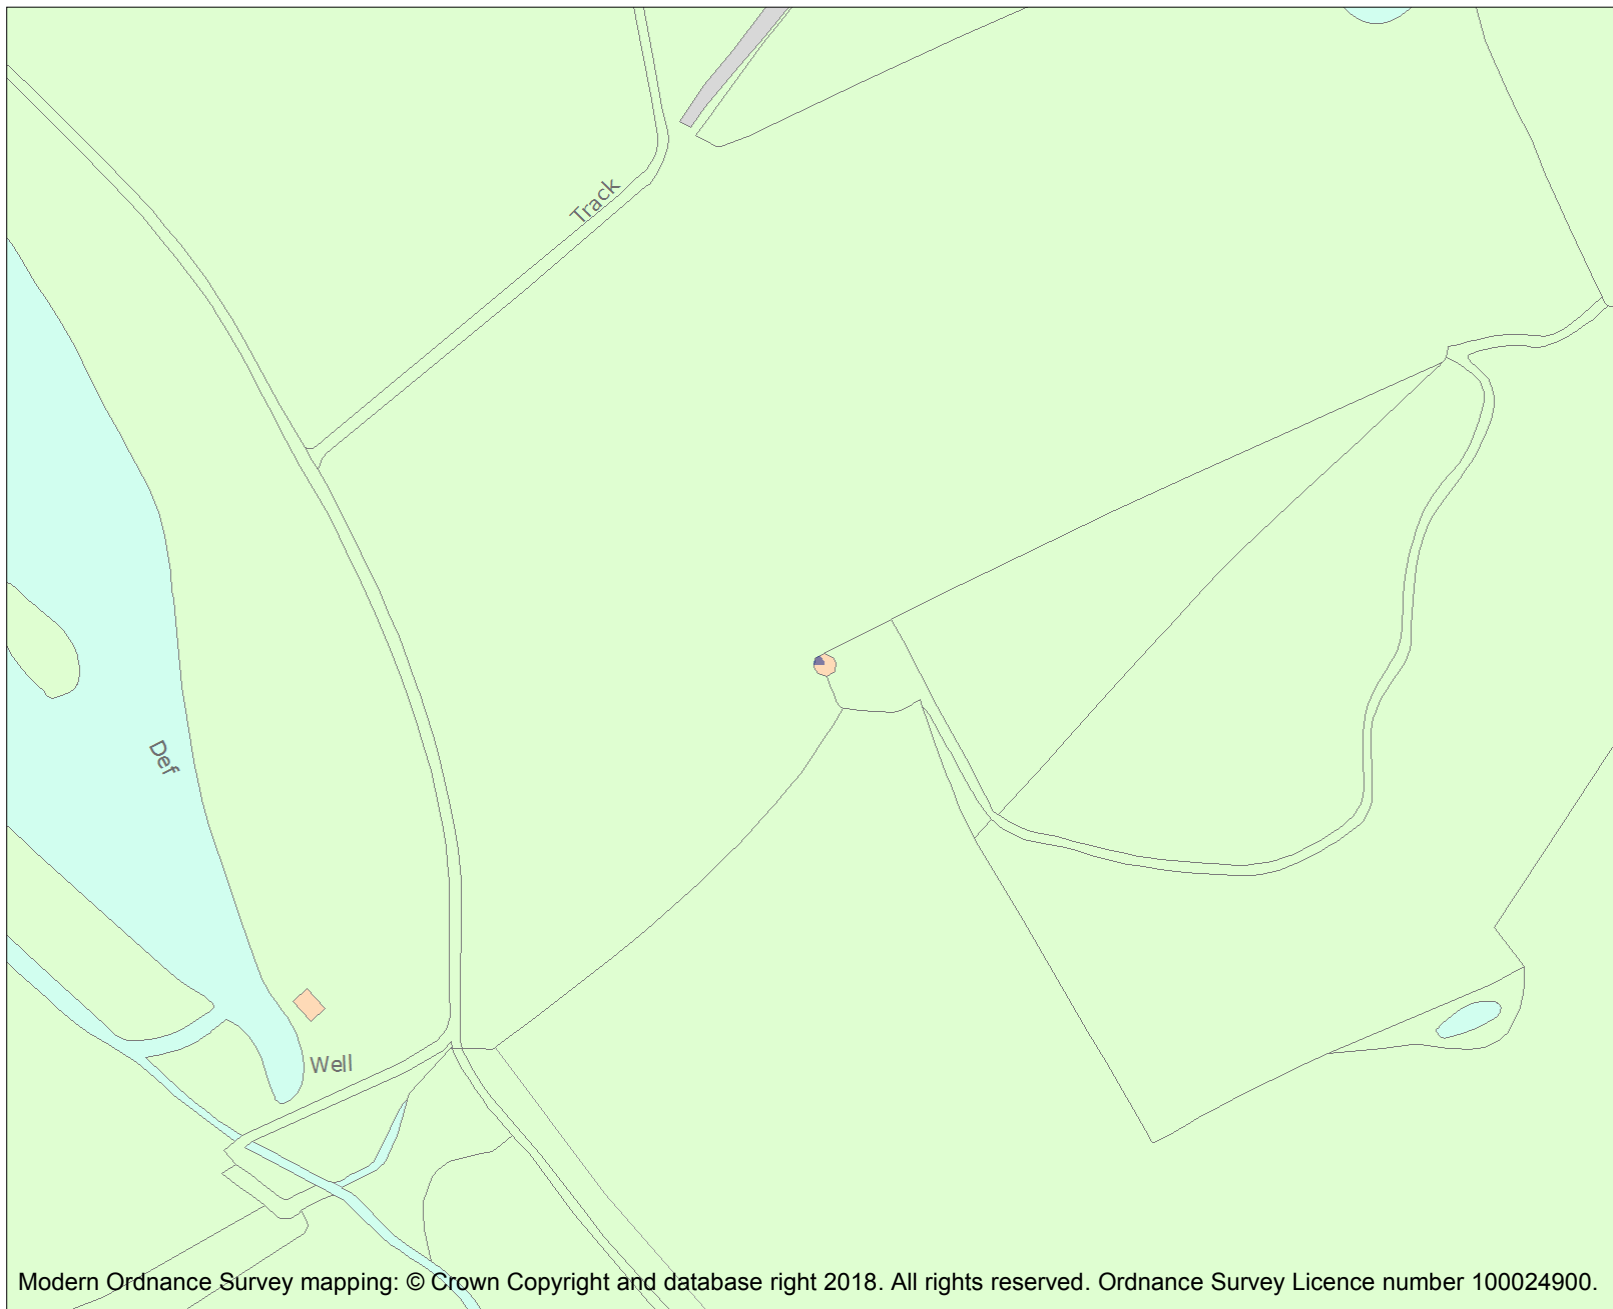 Track
Def
Well
Modern Ordnance Survey mapping: © Crown Copyright and database right 2018. All rights reserved. Ordnance Survey Licence number 100024900.